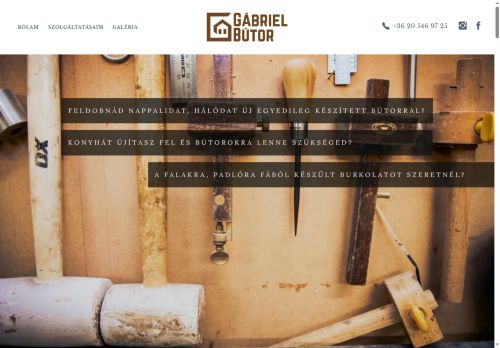 RÓLAM SZOLGÁLTATÁSAIM GALÉRIA
GÁBRIEL
BÚTOR
+36 20 546 97 25
FELDOBNÁD NAPPALIDAT, HÁLÓDAT ÚJ EGYEDILEG KÉSZÍTETT BÚTORRAL?
KONYHÁT ÚJÍTASZ FEL ÉS BÚTOROKRA LENNE SZÜKSÉGED?
A FALAKRA, PADLÓRA FÁBÓL KÉSZÜLT BURKOLATOT SZERETNÉL?
OX